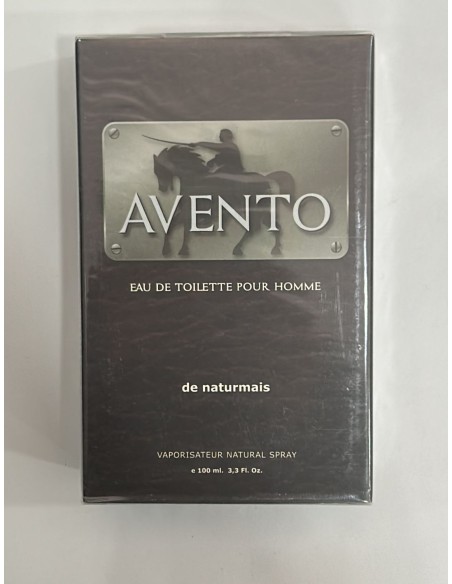 AVENTO
EAU DE TOILETTE POUR HOMME
de naturmais
VAPORISATEUR NATURAL SPRAY
e 100 ml. 3,3 Fl. Oz.